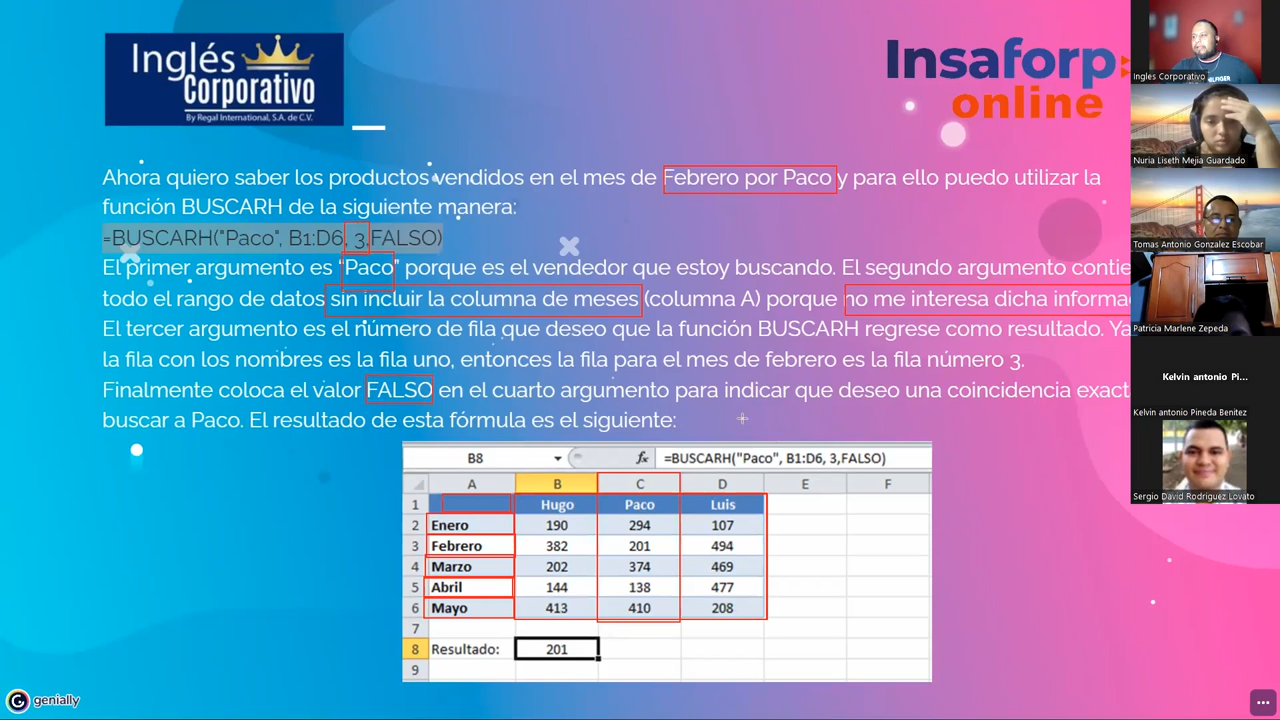 Inglés
Corporativo
By Regal International, S.A. de C.V.
Insaforp
online
Ahora quiero saber los productos vendidos en el mes de Febrero por Paco y para ello puedo utilizar la
función BUSCARH de la siguiente manera:
=BUSCARH("Paco", B1:D6, 3,FALSO)
El primer argumento es "Paco" porque es el vendedor que estoy buscando. El segundo argumento contie
todo el rango de datos sin incluir la columna de meses (columna A) porque no me interesa dicha informa
El tercer argumento es el número de fila que deseo que la función BUSCARH regrese como resultado. Ya
la fila con los nombres es la fila uno, entonces la fila para el mes de febrero es la fila número 3.
Finalmente coloca el valor FALSO en el cuarto argumento para indicar que deseo una coincidencia exact
buscar a Paco. El resultado de esta fórmula es el siguiente:
B8 fx =BUSCARH("Paco", B1:D6, 3,FALSO)
A B C D E F
1 Hugo Paco Luis
2 Enero 190 294 107
3 Febrero 382 201 494
4 Marzo 202 374 469
5 Abril 144 138 477
6 Mayo 413 410 208
7
8 Resultado: 201
9
genially
Ingles Corporativo
Nuria Liseth Mejia Guardado
Tomas Antonio Gonzalez Escobar
Patricia Marlene Zepeda
Kelvin antonio Pi...
Kelvin antonio Pineda Benitez
Sergio David Rodriguez Lovato